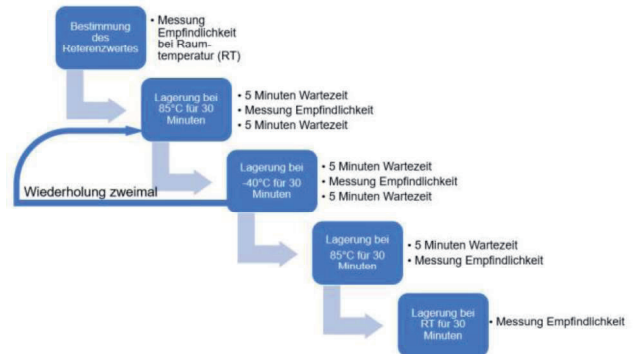 Bestimmung
des
Referenzwertes
• Messung
Empfindlichkeit
bei Raum-
temperatur (RT)
Lagerung bei
85°C für 30
Minuten
• 5 Minuten Wartezeit
• Messung Empfindlichkeit
• 5 Minuten Wartezeit
Wiederholung zweimal
Lagerung bei
-40°C für 30
Minuten
• 5 Minuten Wartezeit
• Messung Empfindlichkeit
• 5 Minuten Wartezeit
Lagerung bei
85°C für 30
Minuten
• 5 Minuten Wartezeit
• Messung Empfindlichkeit
Lagerung bei
RT für 30
Minuten
• Messung Empfindlichkeit